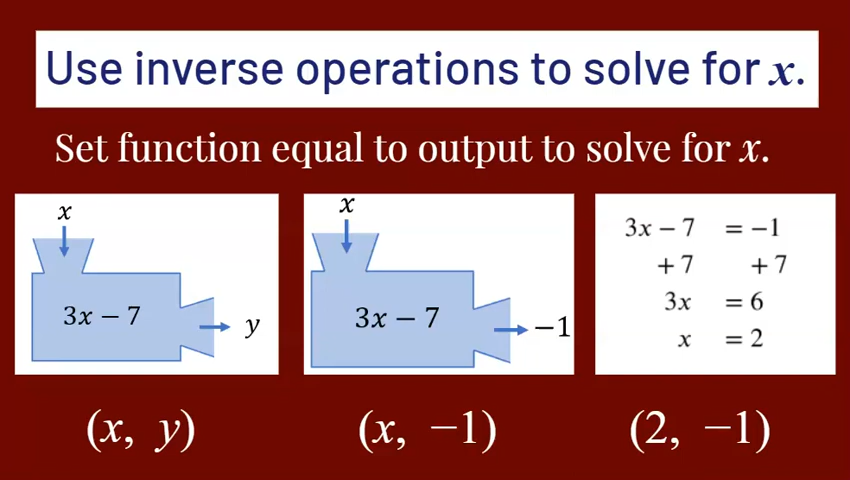 Use inverse operations to solve for x.
Set function equal to output to solve for x.
x
3x − 7
y
(x, y)
x
3x − 7
−1
(x, −1)
3x − 7 = −1
+ 7 + 7
3x = 6
x = 2
(2, −1)